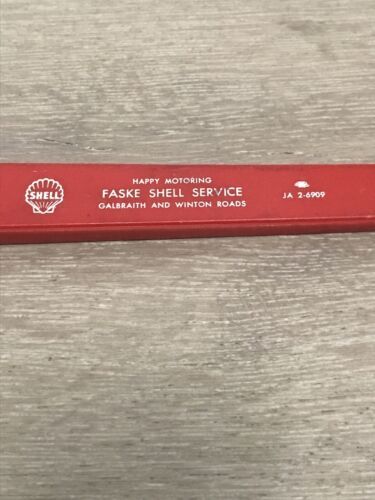 SHELL
HAPPY MOTORING
FASKE SHELL SERVICE
GALBRAITH AND WINTON ROADS
JA 2-6909